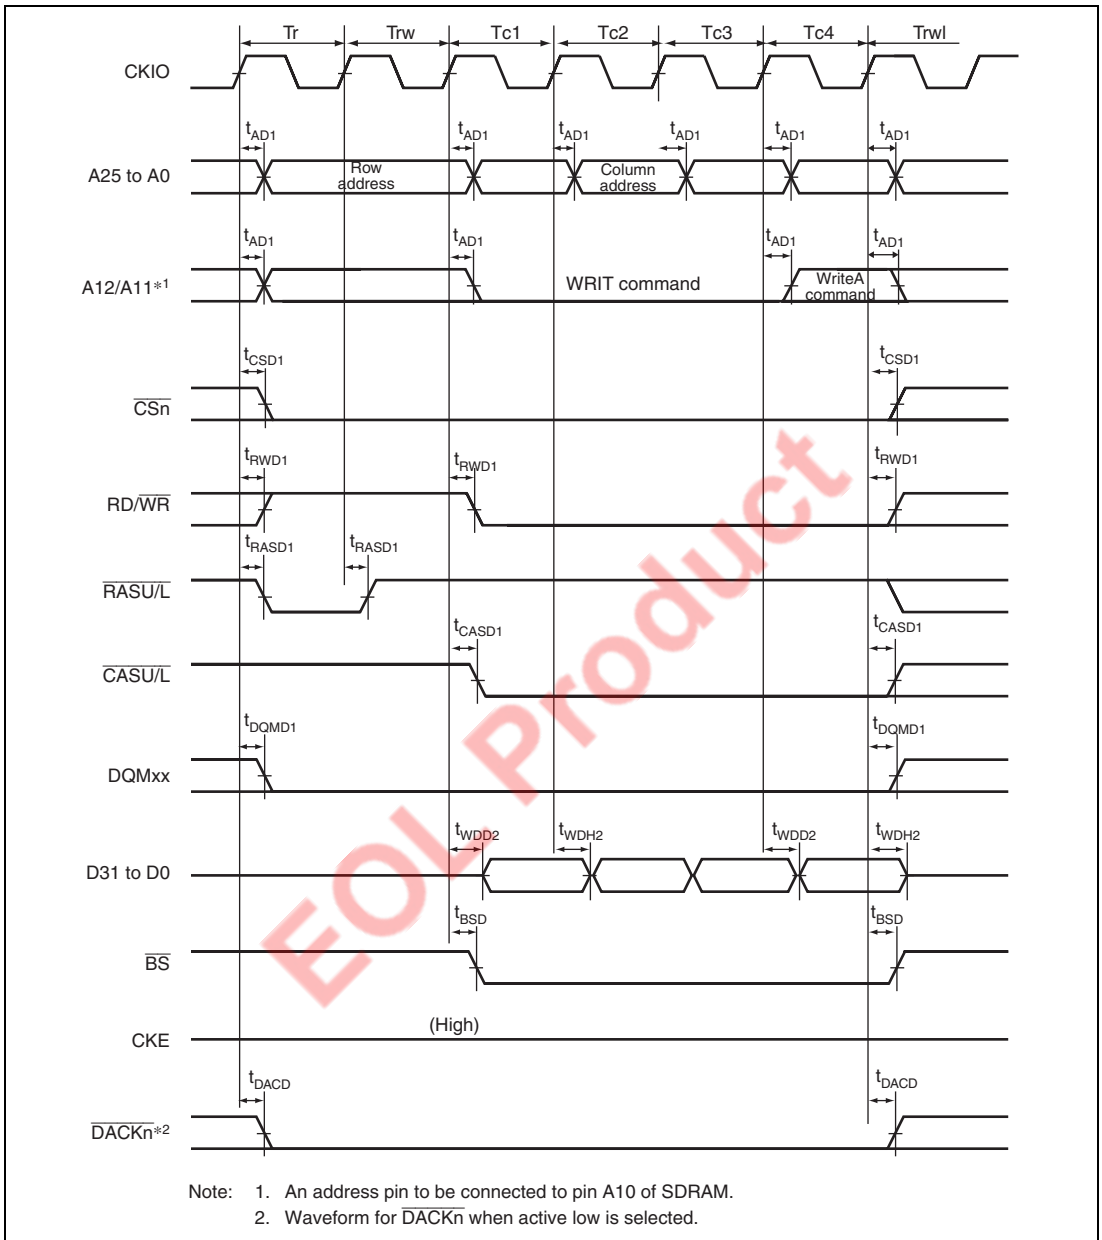 Tr Trw Tc1 Tc2 Tc3 Tc4 Trwl
CKIO
tAD1 tAD1 tAD1 tAD1 tAD1 tAD1
A25 to A0 Row address Column address
tAD1 tAD1 tAD1 tAD1
A12/A11*1 WRIT command WriteA command
tCSD1 tCSD1
CSn
tRWD1 tRWD1 tRWD1
RD/WR
tRASD1 tRASD1
RASU/L
tCASD1 tCASD1
CASU/L
tDQMD1 tDQMD1
DQMxx
tWDD2 tWDH2 tWDD2 tWDH2
D31 to D0
tBSD tBSD
BS
(High)
CKE
tDACD tDACD
DACKn*2
EOL Product
Note: 1. An address pin to be connected to pin A10 of SDRAM.
2. Waveform for DACKn when active low is selected.